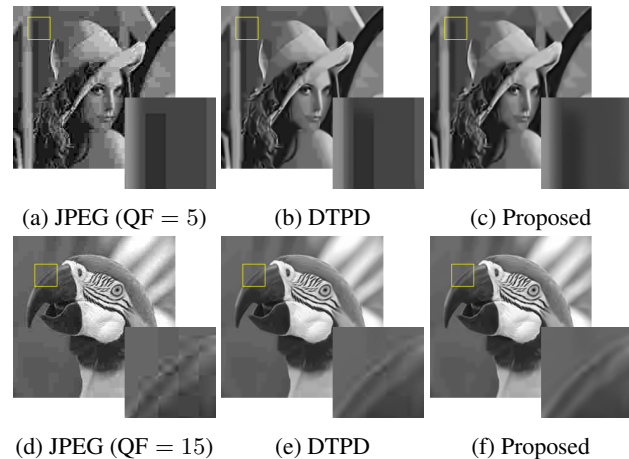 (a) JPEG (QF = 5) (b) DTPD (c) Proposed
(d) JPEG (QF = 15) (e) DTPD (f) Proposed